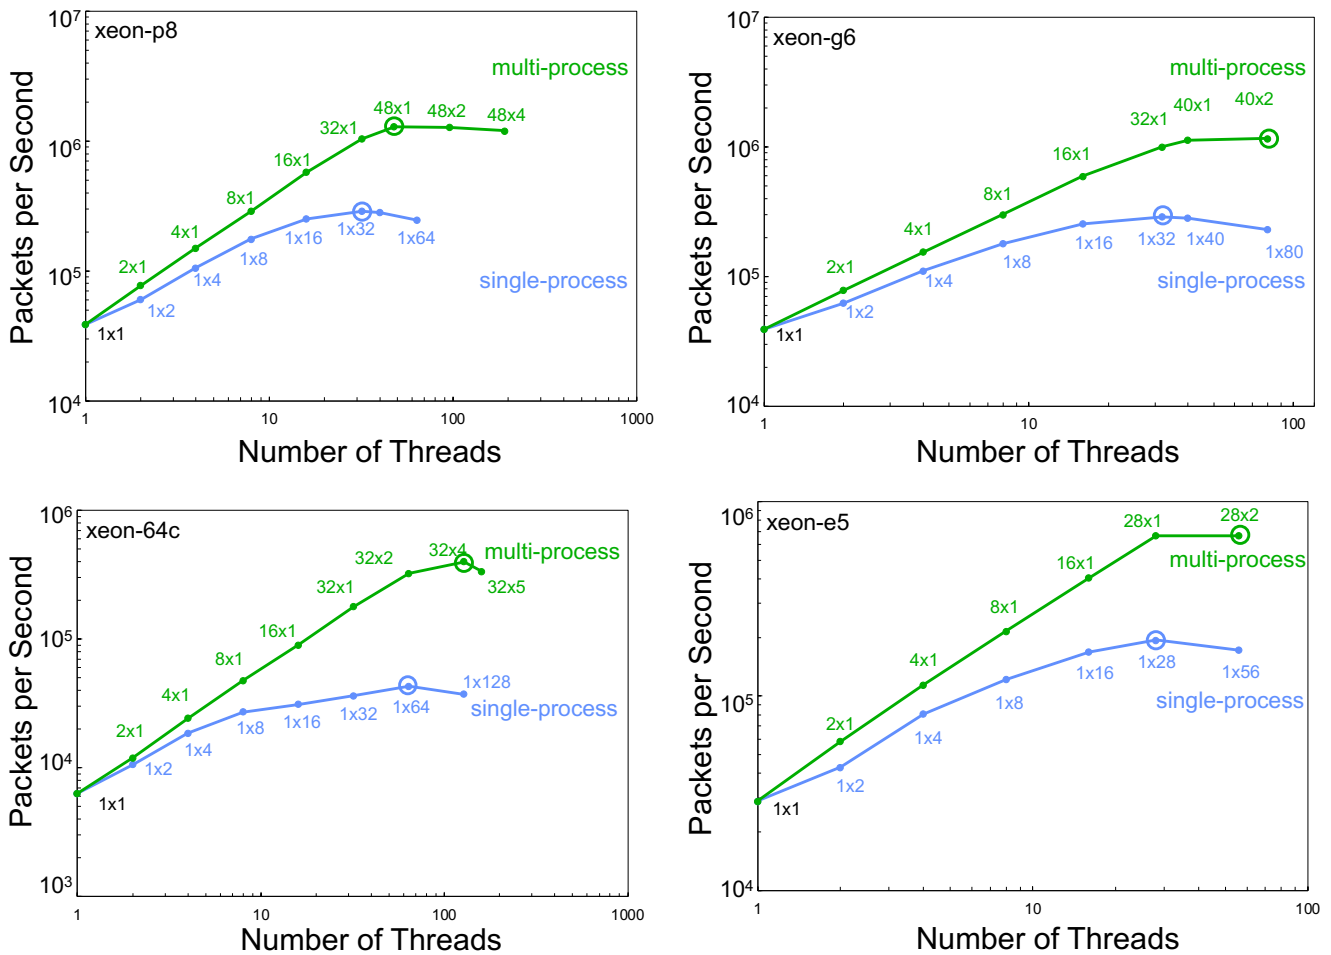 xeon-p8
10^7
10^6
10^5
10^4
Packets per Second
multi-process
48x1
48x2
48x4
32x1
16x1
8x1
4x1
2x1
1x1
1x2
1x4
1x8
1x16
1x32
1x64
single-process
1
10
100
1000
Number of Threads
xeon-g6
10^7
10^6
10^5
10^4
Packets per Second
multi-process
40x2
40x1
32x1
16x1
8x1
4x1
2x1
1x1
1x2
1x4
1x8
1x16
1x32
1x40
1x80
single-process
1
10
100
Number of Threads
xeon-64c
10^6
10^5
10^4
10^3
Packets per Second
multi-process
32x4
32x5
32x2
32x1
16x1
8x1
4x1
2x1
1x1
1x2
1x4
1x8
1x16
1x32
1x64
1x128
single-process
1
10
100
1000
Number of Threads
xeon-e5
10^6
10^5
10^4
Packets per Second
28x1
28x2
multi-process
16x1
8x1
4x1
2x1
1x1
1x2
1x4
1x8
1x16
1x28
1x56
single-process
1
10
100
Number of Threads